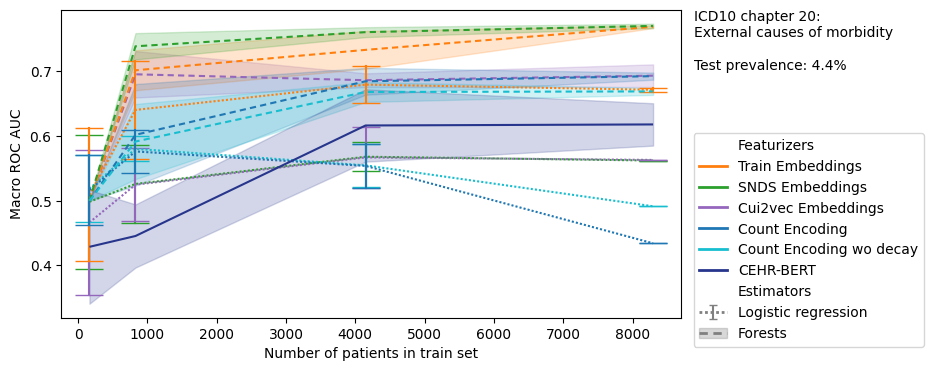 ICD10 chapter 20:
External causes of morbidity
Test prevalence: 4.4%
Macro ROC AUC
0.7
0.6
0.5
0.4
0
1000
2000
3000
4000
5000
6000
7000
8000
Number of patients in train set
Featurizers
Train Embeddings
SNDS Embeddings
Cui2vec Embeddings
Count Encoding
Count Encoding wo decay
CEHR-BERT
Estimators
Logistic regression
Forests